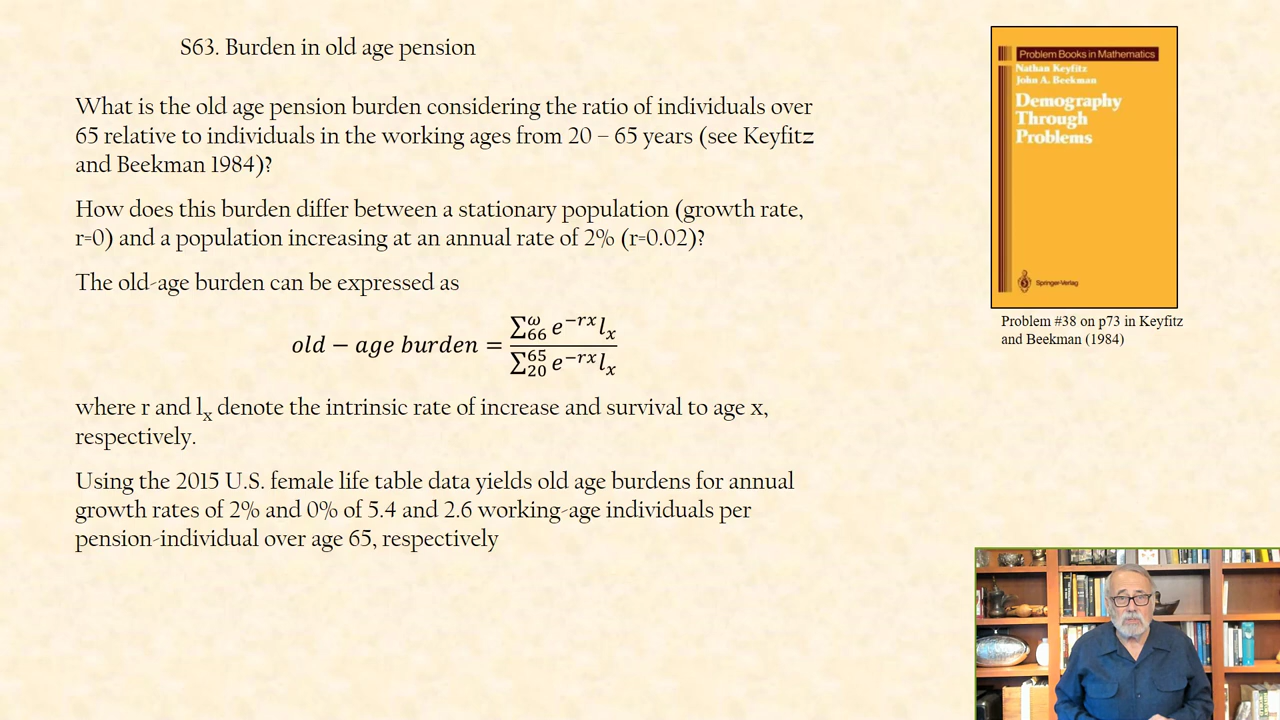 S63. Burden in old age pension
What is the old age pension burden considering the ratio of individuals over
65 relative to individuals in the working ages from 20 – 65 years (see Keyfitz
and Beekman 1984)?
How does this burden differ between a stationary population (growth rate,
r=0) and a population increasing at an annual rate of 2% (r=0.02)?
The old-age burden can be expressed as
old − age burden = \frac{∑_{66}^{ω} e^{−rx} l_x}{∑_{20}^{65} e^{−rx} l_x}
where r and l_x denote the intrinsic rate of increase and survival to age x,
respectively.
Using the 2015 U.S. female life table data yields old age burdens for annual
growth rates of 2% and 0% of 5.4 and 2.6 working-age individuals per
pension-individual over age 65, respectively
Problem Books in Mathematics
Nathan Keyfitz
John A. Beekman
Demography
Through
Problems
Springer-Verlag
Problem #38 on p73 in Keyfitz
and Beekman (1984)